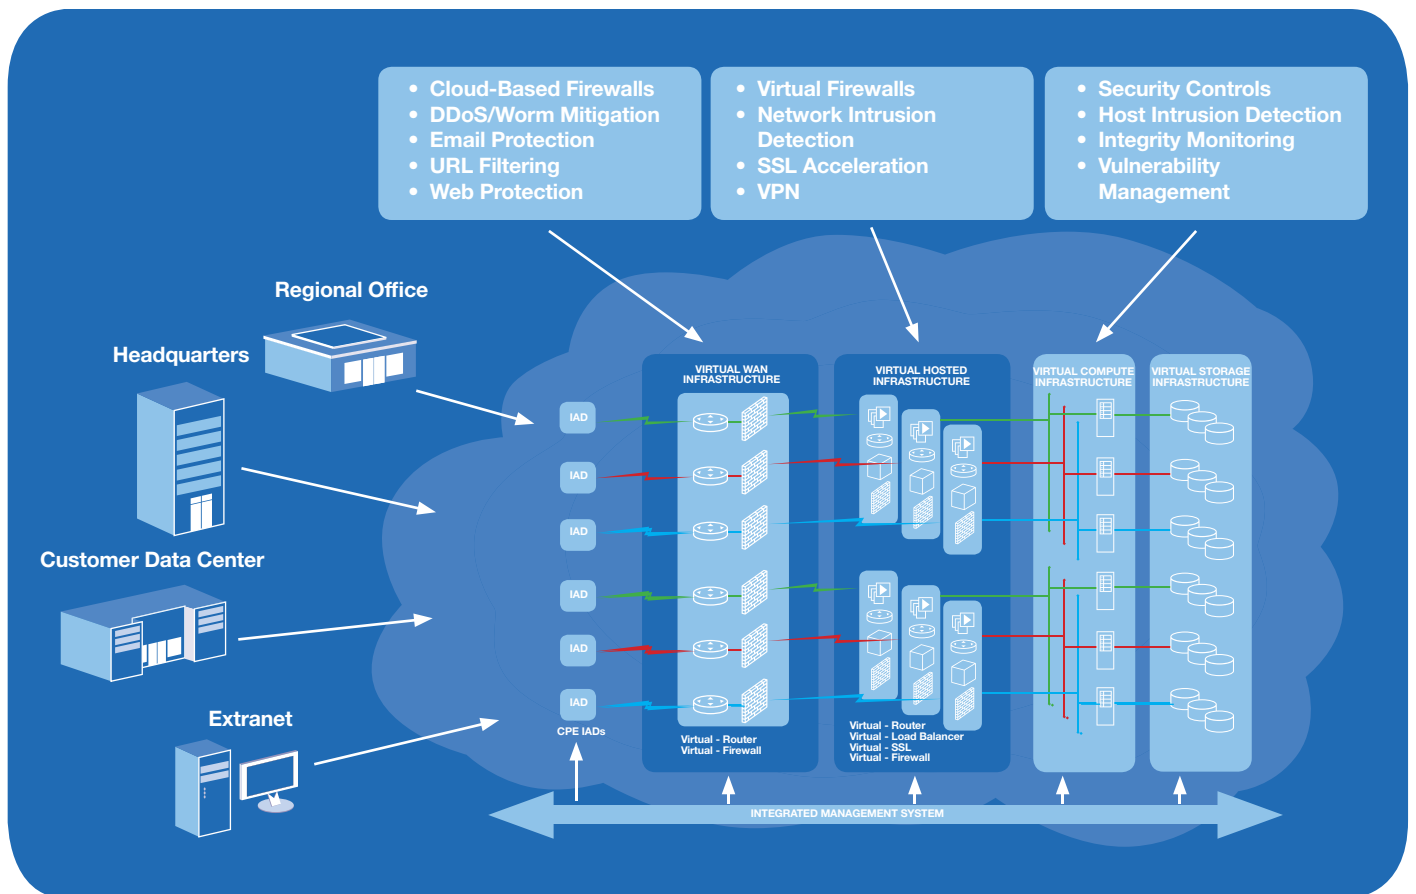 • Cloud-Based Firewalls
• DDoS/Worm Mitigation
• Email Protection
• URL Filtering
• Web Protection
• Virtual Firewalls
• Network Intrusion
Detection
• SSL Acceleration
• VPN
• Security Controls
• Host Intrusion Detection
• Integrity Monitoring
• Vulnerability
Management
Regional Office
Headquarters
Customer Data Center
Extranet
VIRTUAL WAN
INFRASTRUCTURE
VIRTUAL HOSTED
INFRASTRUCTURE
VIRTUAL COMPUTE
INFRASTRUCTURE
VIRTUAL STORAGE
INFRASTRUCTURE
IAD
IAD
IAD
IAD
IAD
IAD
CPE IADs
Virtual - Router
Virtual - Firewall
Virtual - Router
Virtual - Load Balancer
Virtual - SSL
Virtual - Firewall
INTEGRATED MANAGEMENT SYSTEM